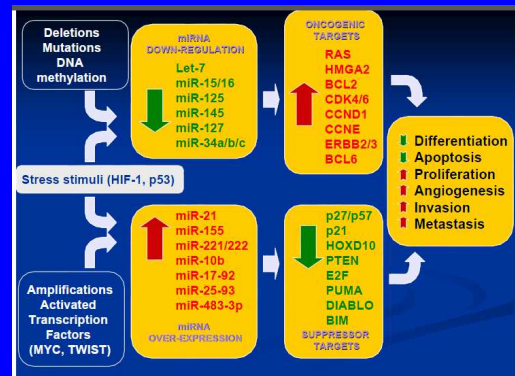 Deletions
Mutations
DNA
methylation
miRNA
DOWN-REGULATION
Let-7
miR-15/16
miR-125
miR-145
miR-127
miR-34a/b/c
ONCOGENIC
TARGETS
RAS
HMGA2
BCL2
CDK4/6
CCND1
CCNE
ERBB2/3
BCL6
Stress stimuli (HIF-1, p53)
Amplifications
Activated
Transcription
Factors
(MYC, TWIST)
miR-21
miR-155
miR-221/222
miR-10b
miR-17-92
miR-25-93
miR-483-3p
miRNA
OVER-EXPRESSION
p27/p57
p21
HOXD10
PTEN
E2F
PUMA
DIABLO
BIM
SUPPRESSOR
TARGETS
Differentiation
Apoptosis
Proliferation
Angiogenesis
Invasion
Metastasis